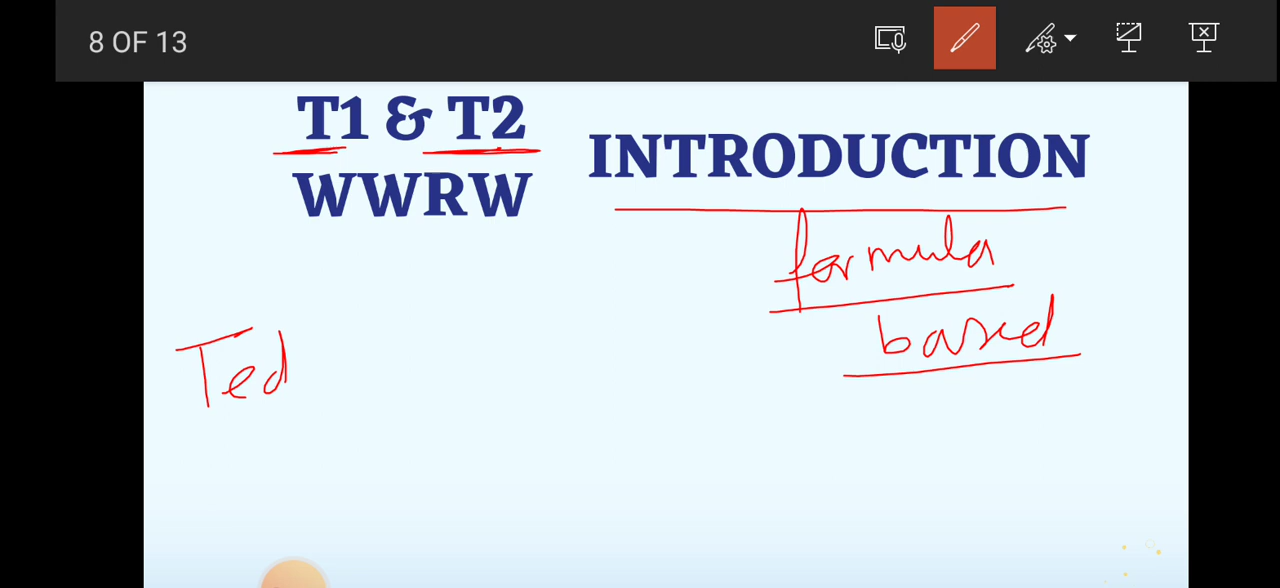 8 OF 13
T1 & T2
WWRW
INTRODUCTION
formula
based
Ted